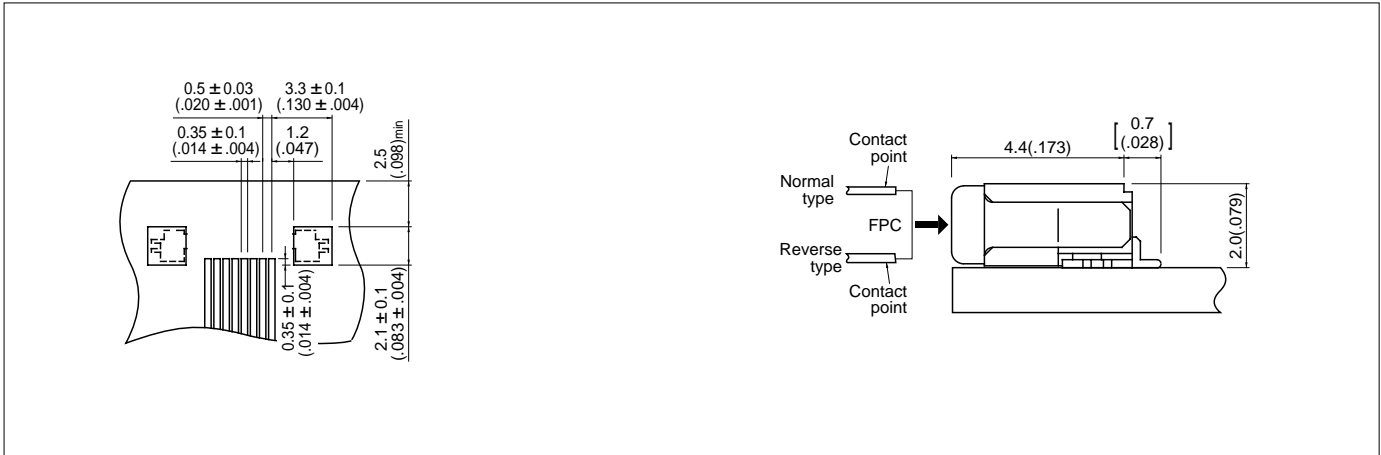 0.5 ± 0.03
(.020 ± .001)
3.3 ± 0.1
(.130 ± .004)
0.35 ± 0.1
(.014 ± .004)
1.2
(.047)
2.5
(.098)min
0.35 ± 0.1
(.014 ± .004)
2.1 ± 0.1
(.083 ± .004)
Contact
point
Normal
type
FPC
Reverse
type
Contact
point
4.4(.173)
[ 0.7
(.028) ]
2.0(.079)